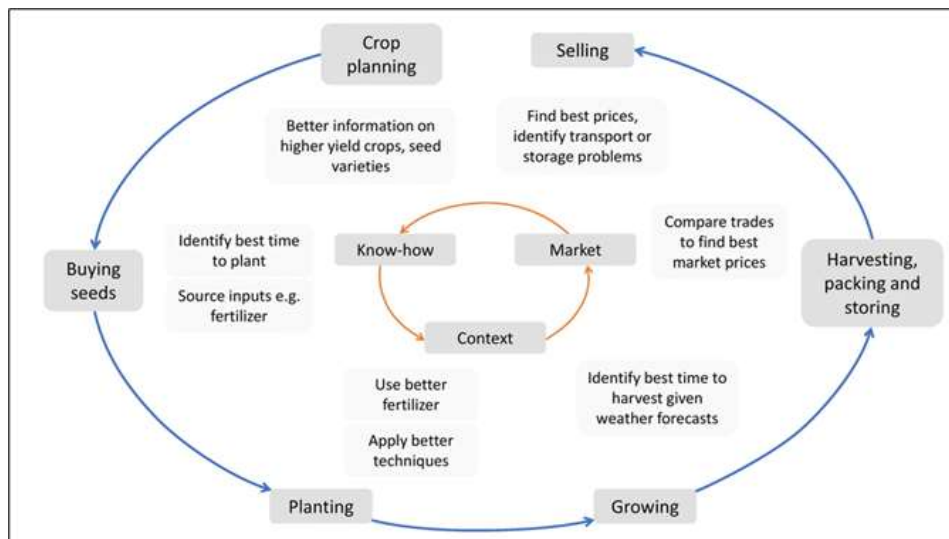 Crop
planning
Selling
Better information on
higher yield crops, seed
varieties
Find best prices,
identify transport or
storage problems
Identify best time
to plant
Know-how
Market
Compare trades
to find best
market prices
Buying
seeds
Source inputs e.g.
fertilizer
Harvesting,
packing and
storing
Context
Use better
fertilizer
Identify best time to
harvest given
weather forecasts
Apply better
techniques
Planting
Growing